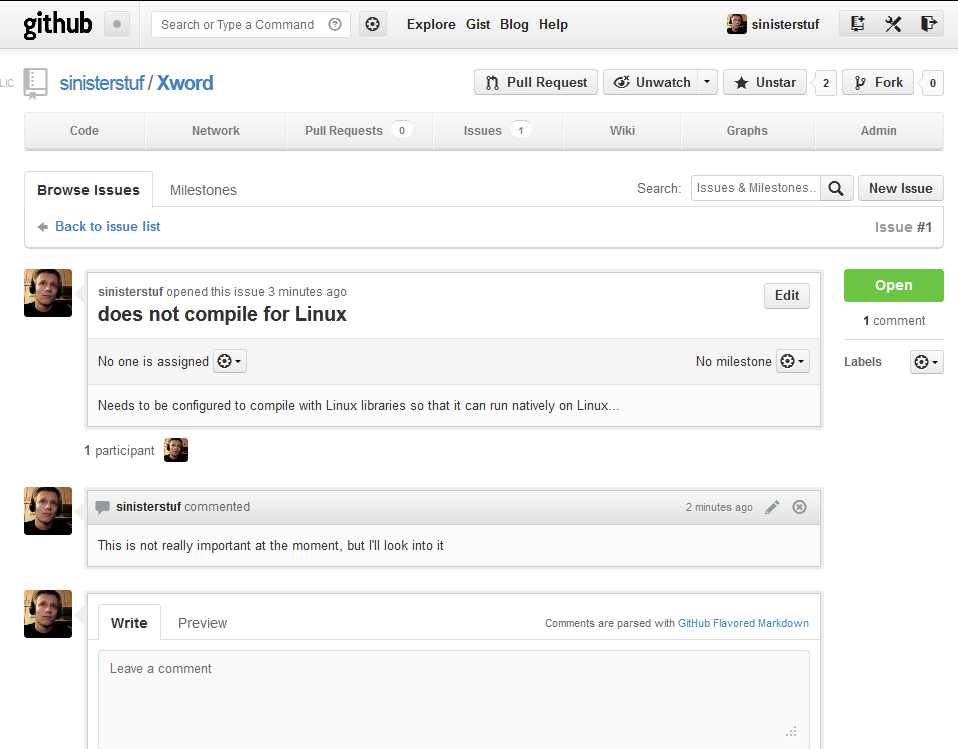 github Search or Type a Command Explore Gist Blog Help sinisterstuf
LIC sinisterstuf / Xword Pull Request Unwatch Unstar 2 Fork 0
Code Network Pull Requests 0 Issues 1 Wiki Graphs Admin
Browse Issues Milestones Search: Issues & Milestones... New Issue
Back to issue list Issue #1
sinisterstuf opened this issue 3 minutes ago Edit Open
does not compile for Linux
1 comment
No one is assigned No milestone Labels
Needs to be configured to compile with Linux libraries so that it can run natively on Linux...
1 participant
sinisterstuf commented 2 minutes ago
This is not really important at the moment, but I'll look into it
Write Preview Comments are parsed with GitHub Flavored Markdown
Leave a comment